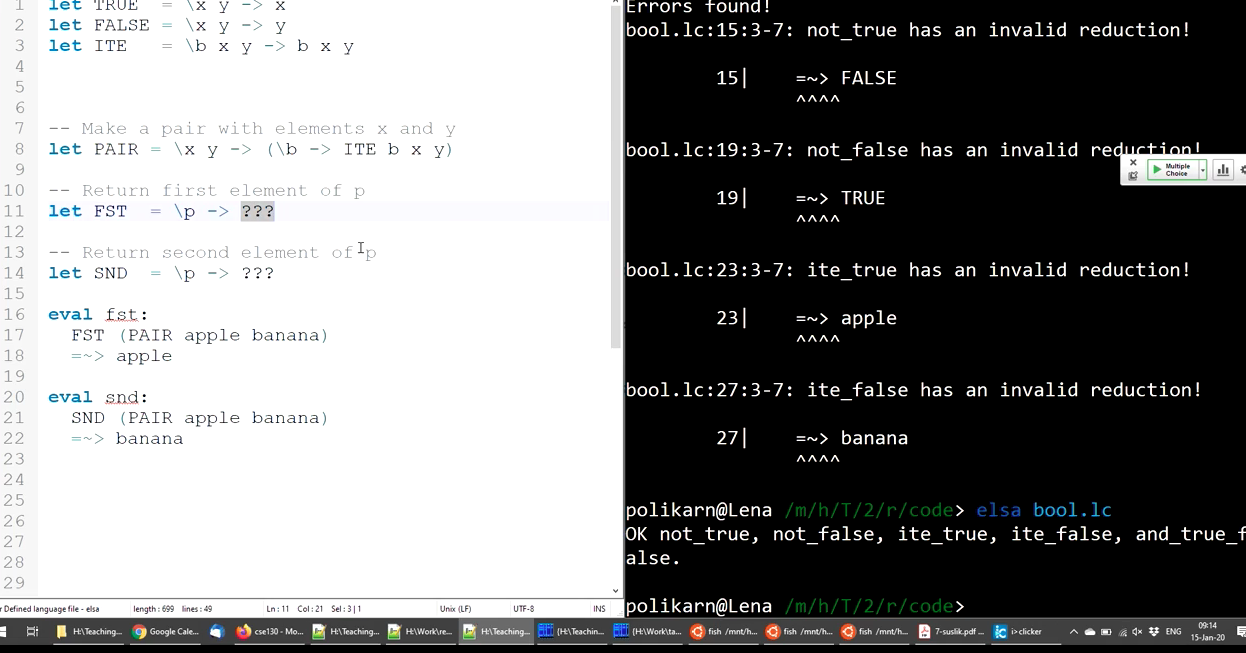 1 let TRUE = \x y -> x
2 let FALSE = \x y -> y
3 let ITE = \b x y -> b x y
4
5
6
7 -- Make a pair with elements x and y
8 let PAIR = \x y -> (\b -> ITE b x y)
9
10 -- Return first element of p
11 let FST = \p -> ???
12
13 -- Return second element of p
14 let SND = \p -> ???
15
16 eval fst:
17 FST (PAIR apple banana)
18 =~> apple
19
20 eval snd:
21 SND (PAIR apple banana)
22 =~> banana
23
24
25
26
27
28
29
r Defined language file - elsa length : 699 lines : 49 Ln : 11 Col : 21 Sel : 3 | 1 Unix (LF) UTF-8 INS
Errors found!
bool.lc:15:3-7: not_true has an invalid reduction!
15| =~> FALSE
^^^^
bool.lc:19:3-7: not_false has an invalid reduction!
19| =~> TRUE
^^^^
bool.lc:23:3-7: ite_true has an invalid reduction!
23| =~> apple
^^^^
bool.lc:27:3-7: ite_false has an invalid reduction!
27| =~> banana
^^^^
polikarn@Lena /m/h/T/2/r/code> elsa bool.lc
OK not_true, not_false, ite_true, ite_false, and_true_f
alse.
polikarn@Lena /m/h/T/2/r/code>
Multiple
Choice
H:\Teaching... Google Cale... cse130 - Mo... H:\Teaching... H:\Work\re... H:\Teaching... [H:\Teachin... [H:\Work\ta... fish /mnt/h... fish /mnt/h... fish /mnt/h... 7-suslik.pdf ... i>clicker ENG 09:14
15-Jan-20